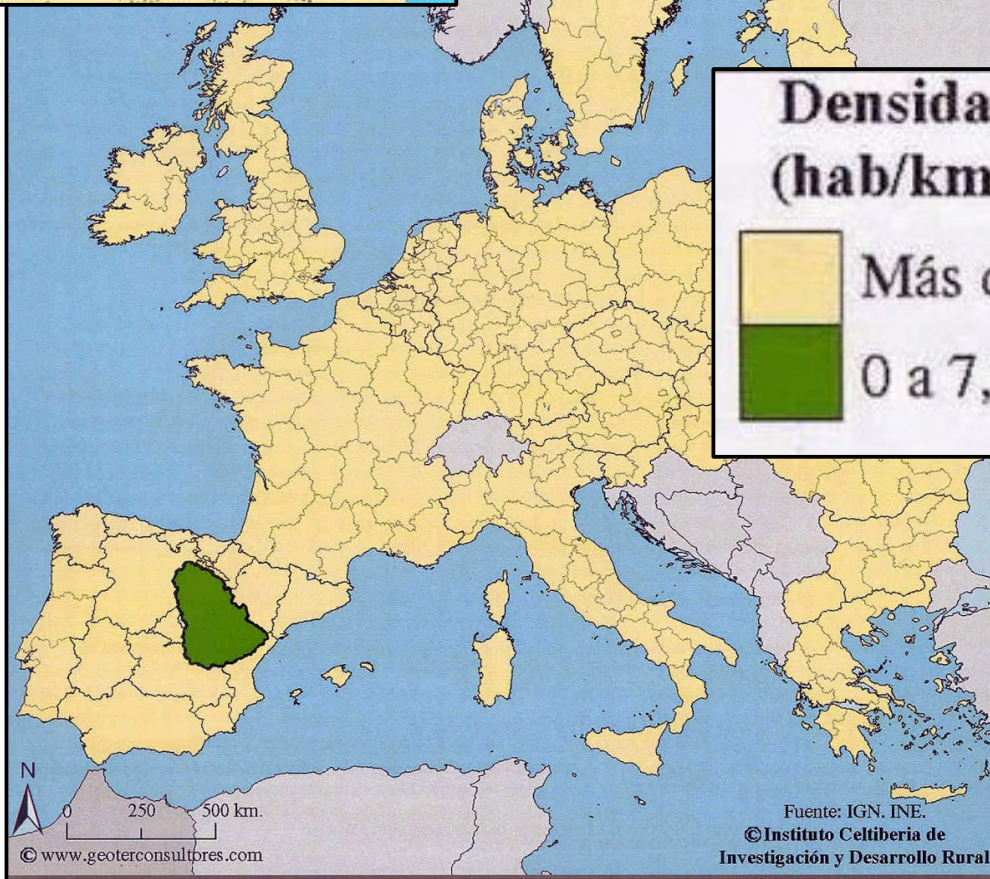 Densida
(hab/km
Más
0 a 7,
N
0 250 500 km.
© www.geoterconsultores.com
Fuente: IGN. INE.
© Instituto Celtiberia de
Investigación y Desarrollo Rural